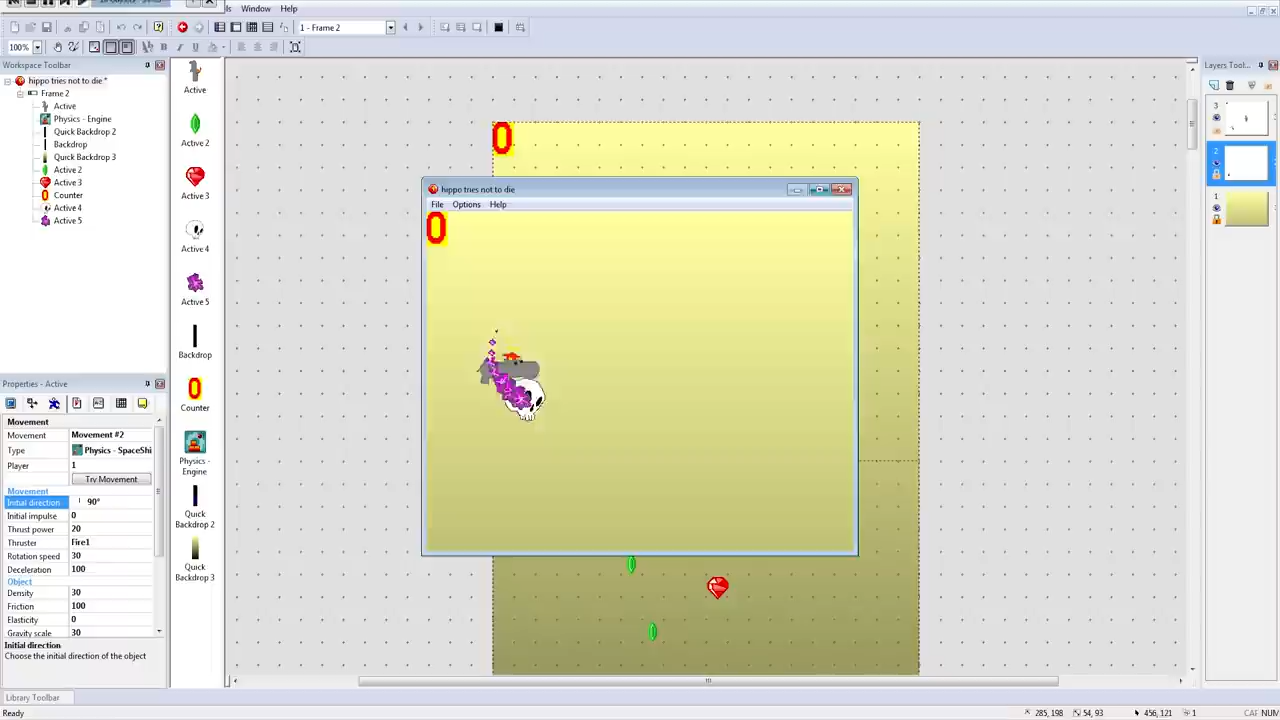 Window Help
1 - Frame 2
100%
B I U
Workspace Toolbar
hippo tries not to die *
Frame 2
Active
Physics - Engine
Quick Backdrop 2
Backdrop
Quick Backdrop 3
Active 2
Active 3
Counter
Active 4
Active 5
Active
Active 2
Active 3
Active 4
Active 5
Backdrop
0
Counter
Physics -
Engine
Quick
Backdrop 2
Quick
Backdrop 3
0
hippo tries not to die
File Options Help
0
Layers Tool...
3
2
1
Properties - Active
Movement
Movement Movement #2
Type Physics - SpaceShi
Player 1
Try Movement
Movement
Initial direction 90°
Initial impulse 0
Thrust power 20
Thruster Fire1
Rotation speed 30
Deceleration 100
Object
Density 30
Friction 100
Elasticity 0
Gravity scale 30
Initial direction
Choose the initial direction of the object
Library Toolbar
Ready
285, 198 54, 93 456, 121 1 CAF NUM